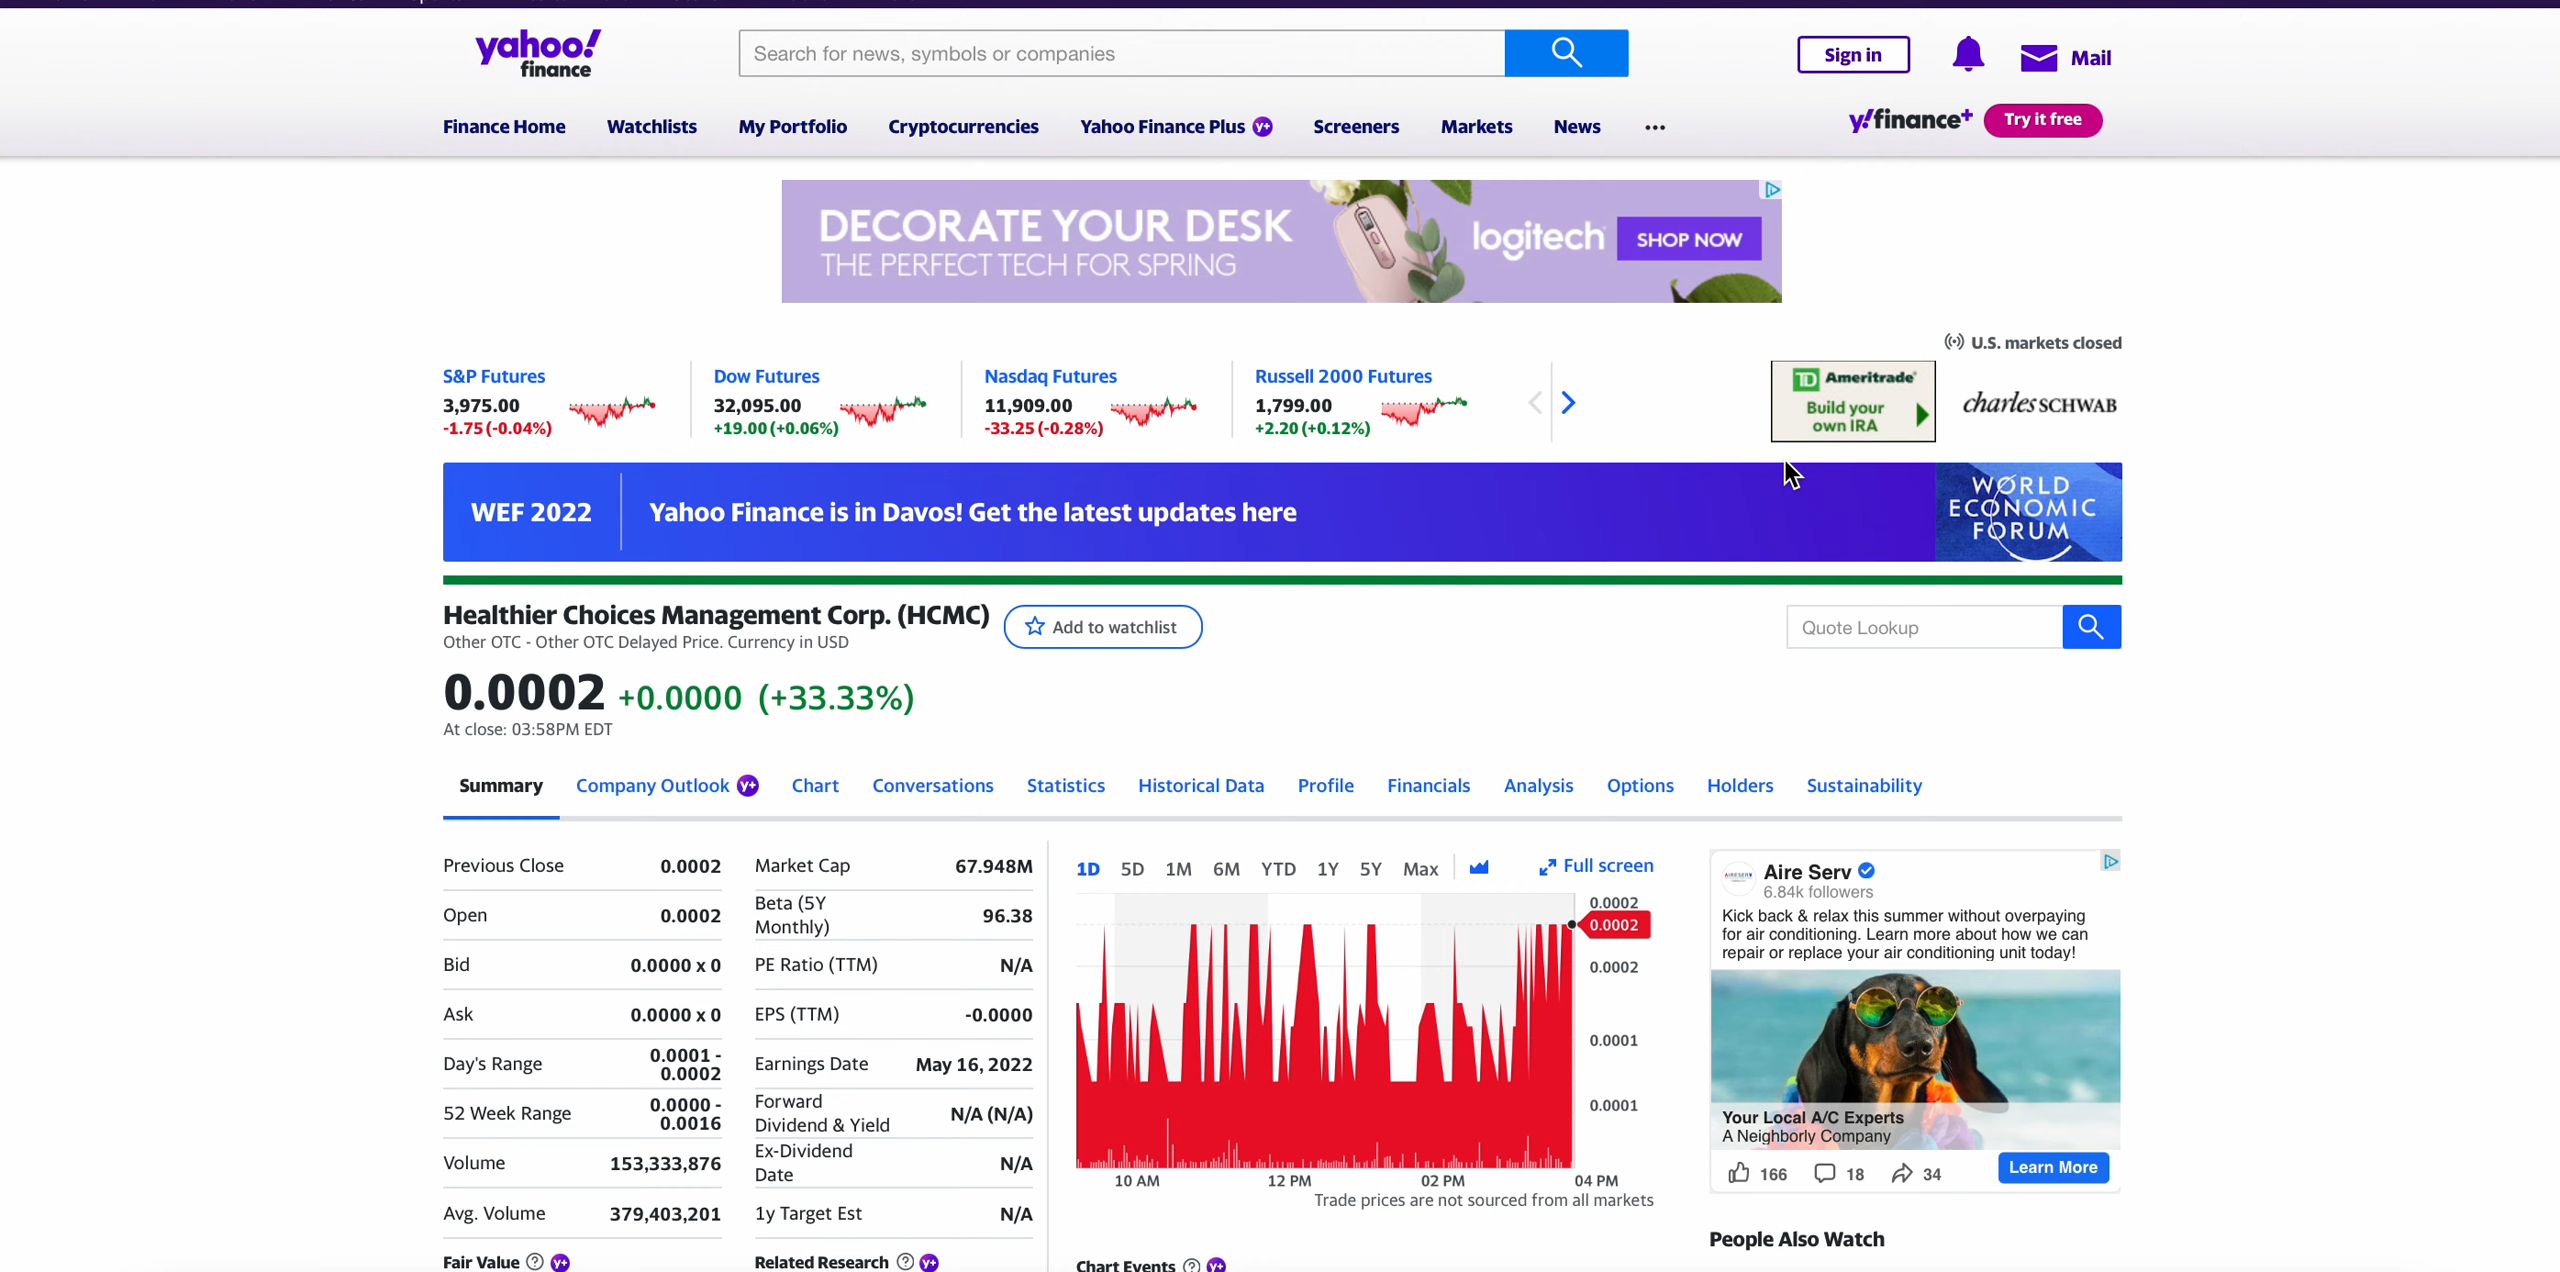 yahoo!
finance
Search for news, symbols or companies
Sign in
Mail
Finance Home Watchlists My Portfolio Cryptocurrencies Yahoo Finance Plus y+ Screeners Markets News ...
y!finance+ Try it free
DECORATE YOUR DESK
THE PERFECT TECH FOR SPRING
logitech SHOP NOW
U.S. markets closed
S&P Futures
3,975.00
-1.75 (-0.04%)
Dow Futures
32,095.00
+19.00 (+0.06%)
Nasdaq Futures
11,909.00
-33.25 (-0.28%)
Russell 2000 Futures
1,799.00
+2.20 (+0.12%)
TD Ameritrade
Build your
own IRA
charles SCHWAB
WEF 2022
Yahoo Finance is in Davos! Get the latest updates here
WORLD
ECONOMIC
FORUM
Healthier Choices Management Corp. (HCMC)
Other OTC - Other OTC Delayed Price. Currency in USD
Add to watchlist
Quote Lookup
0.0002 +0.0000 (+33.33%)
At close: 03:58PM EDT
Summary Company Outlook y+ Chart Conversations Statistics Historical Data Profile Financials Analysis Options Holders Sustainability
Previous Close 0.0002
Open 0.0002
Bid 0.0000 x 0
Ask 0.0000 x 0
Day's Range 0.0001 -
0.0002
52 Week Range 0.0000 -
0.0016
Volume 153,333,876
Avg. Volume 379,403,201
Fair Value y+
Market Cap 67.948M
Beta (5Y
Monthly) 96.38
PE Ratio (TTM) N/A
EPS (TTM) -0.0000
Earnings Date May 16, 2022
Forward
Dividend & Yield N/A (N/A)
Ex-Dividend
Date N/A
1y Target Est N/A
Related Research y+
1D 5D 1M 6M YTD 1Y 5Y Max
Full screen
0.0002
0.0002
0.0002
0.0001
0.0001
10 AM 12 PM 02 PM 04 PM
Trade prices are not sourced from all markets
Chart Events y+
Aire Serv
6.84k followers
Kick back & relax this summer without overpaying
for air conditioning. Learn more about how we can
repair or replace your air conditioning unit today!
Your Local A/C Experts
A Neighborly Company
166 18 34
Learn More
People Also Watch